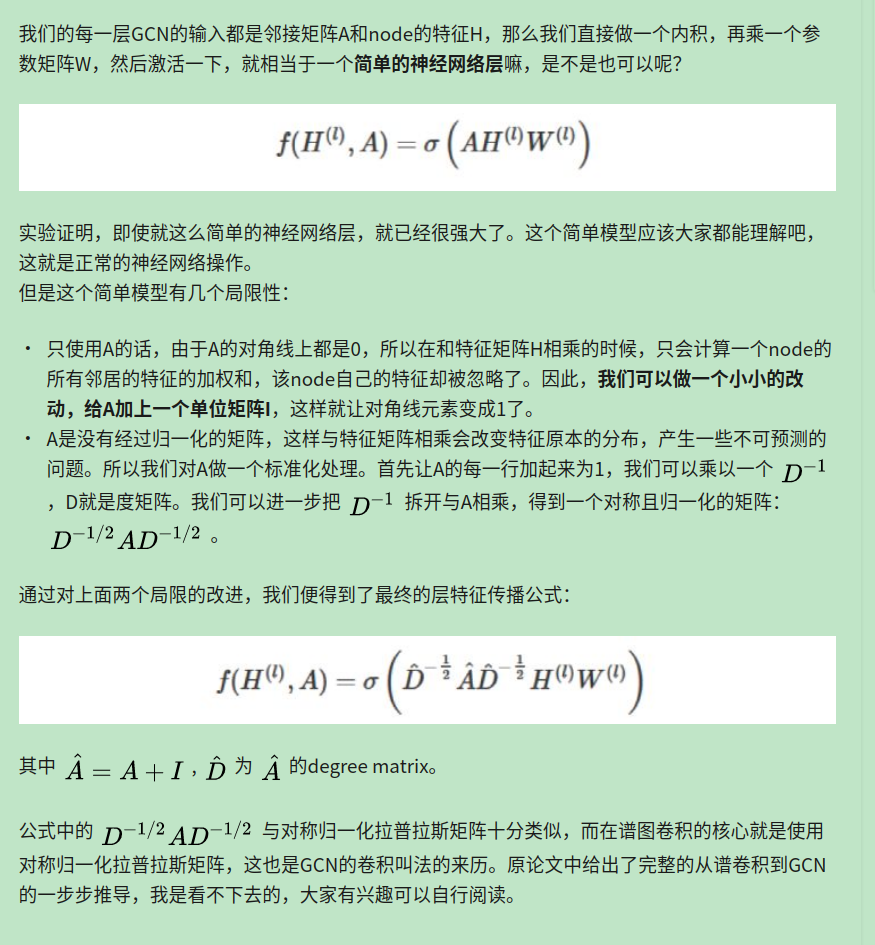 我们的每一层GCN的输入都是邻接矩阵A和node的特征H，那么我们直接做一个内积，再乘一个参
数矩阵W，然后激活一下，就相当于一个简单的神经网络层嘛，是不是也可以呢？
f(H^{(l)}, A) = σ(AH^{(l)}W^{(l)})
实验证明，即使就这么简单的神经网络层，就已经很强大了。这个简单模型应该大家都能理解吧，
这就是正常的神经网络操作。
但是这个简单模型有几个局限性：
• 只使用A的话，由于A的对角线上都是0，所以在和特征矩阵H相乘的时候，只会计算一个node的
所有邻居的特征的加权和，该node自己的特征却被忽略了。因此，我们可以做一个小小的改
动，给A加上一个单位矩阵I，这样就让对角线元素变成1了。
• A是没有经过归一化的矩阵，这样与特征矩阵相乘会改变特征原本的分布，产生一些不可预测的
问题。所以我们对A做一个标准化处理。首先让A的每一行加起来为1，我们可以乘以一个 D^{-1}
，D就是度矩阵。我们可以进一步把 D^{-1} 拆开与A相乘，得到一个对称且归一化的矩阵：
D^{-1/2}AD^{-1/2} 。
通过对上面两个局限的改进，我们便得到了最终的层特征传播公式：
f(H^{(l)}, A) = σ(D̂^{-1/2}ÂD̂^{-1/2}H^{(l)}W^{(l)})
其中 Â = A + I , D̂ 为 Â 的degree matrix。
公式中的 D^{-1/2}AD^{-1/2} 与对称归一化拉普拉斯矩阵十分类似，而在谱图卷积的核心就是使用
对称归一化拉普拉斯矩阵，这也是GCN的卷积叫法的来历。原论文中给出了完整的从谱卷积到GCN
的一步步推导，我是看不下去的，大家有兴趣可以自行阅读。